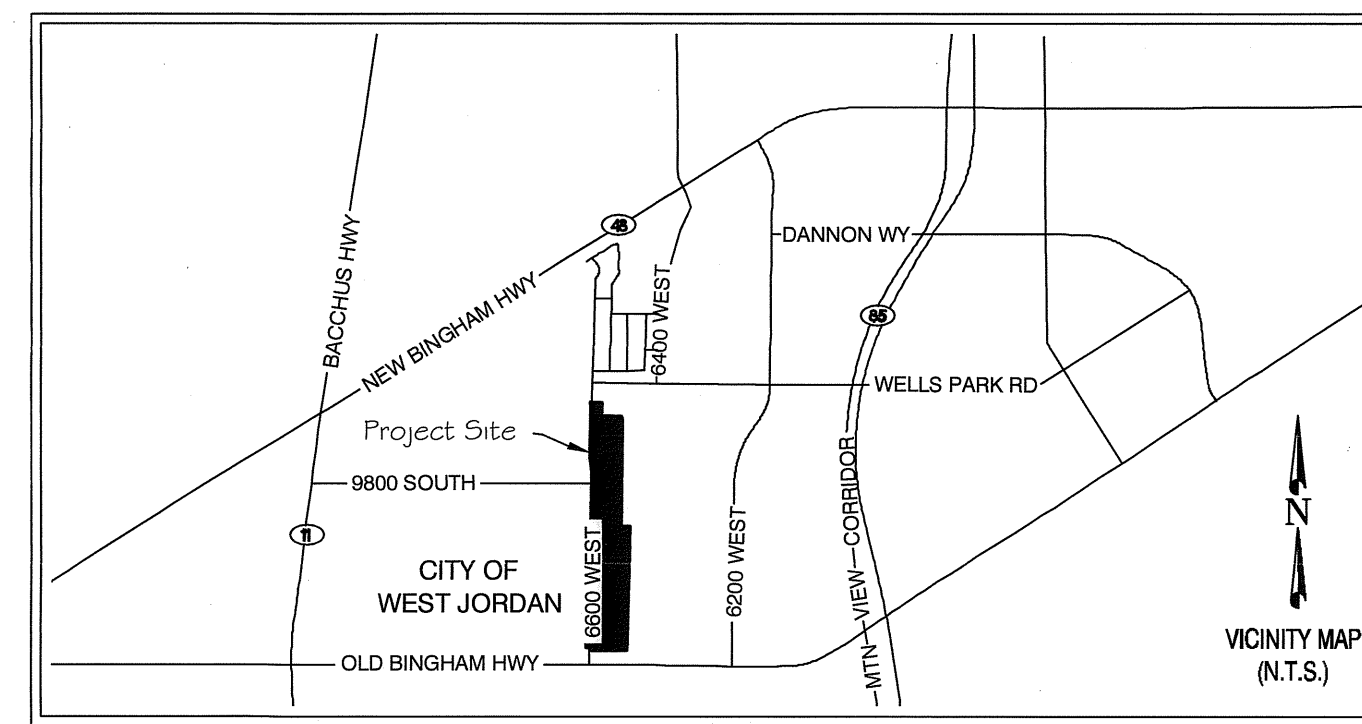 48
DANNON WY
BACCHUS HWY
NEW BINGHAM HWY
6400 WEST
85
WELLS PARK RD
Project Site
9800 SOUTH
11
CITY OF
WEST JORDAN
6600 WEST
6200 WEST
MTN VIEW CORRIDOR
OLD BINGHAM HWY
N
VICINITY MAP
(N.T.S.)